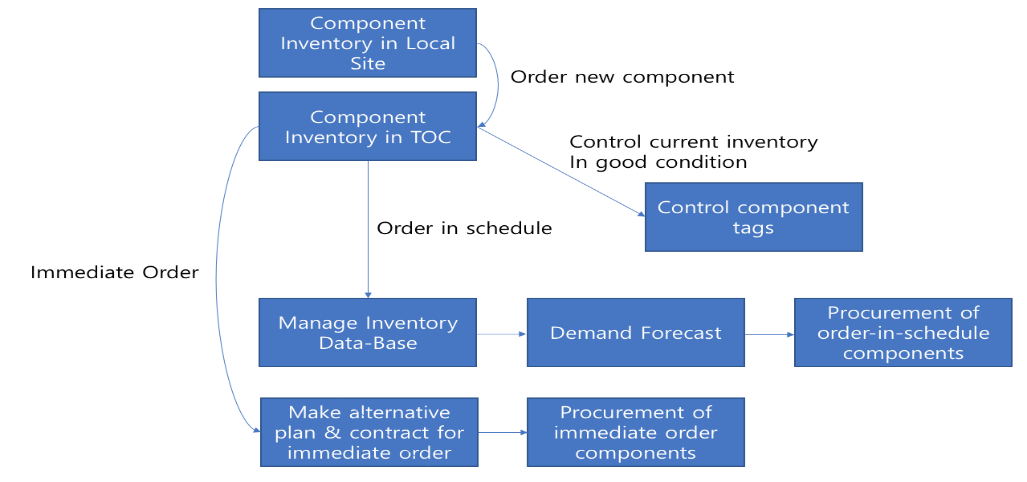 Component
Inventory in Local
Site
Order new component
Component
Inventory in TOC
Control current inventory
In good condition
Control component
tags
Order in schedule
Immediate Order
Manage Inventory
Data-Base
Demand Forecast
Procurement of
order-in-schedule
components
Make alternative
plan & contract for
immediate order
Procurement of
immediate order
components